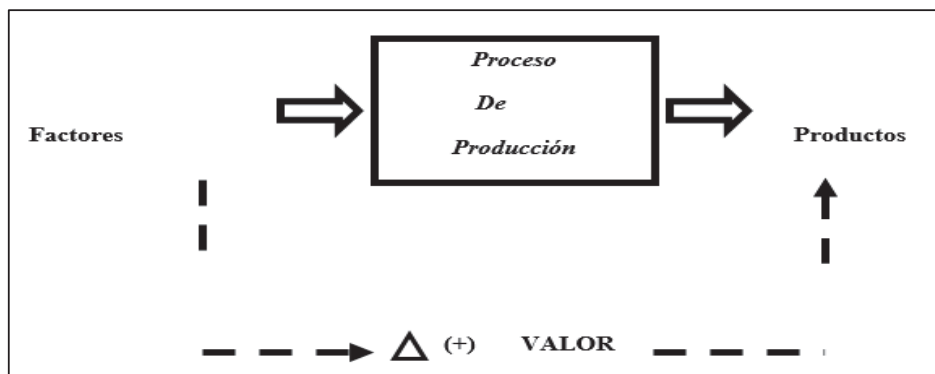 Proceso
De
Producción
Factores
Productos
(+) VALOR